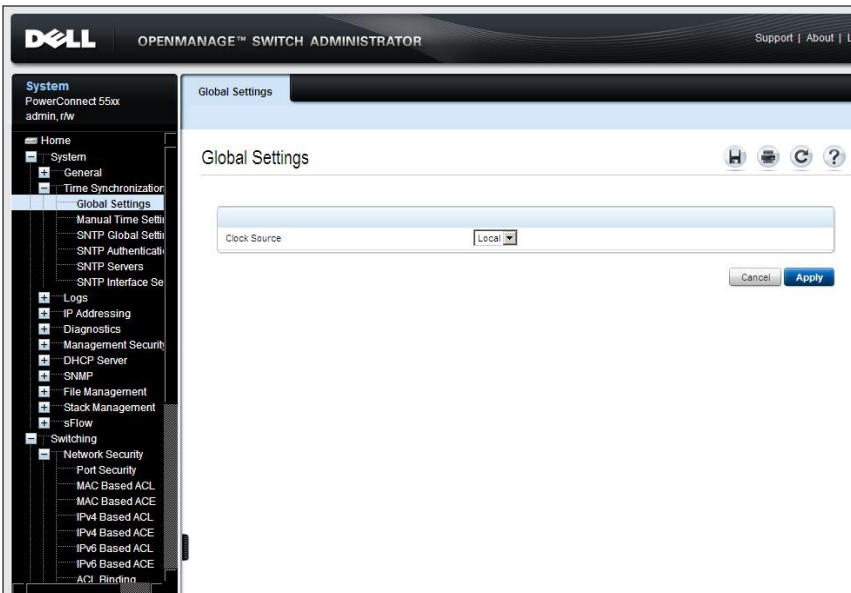 DELL
OPENMANAGE™ SWITCH ADMINISTRATOR
Support | About |
System
PowerConnect 55xx
admin, r/w
Home
System
General
Time Synchronization
Global Settings
Manual Time Setti
SNTP Global Setti
SNTP Authenticati
SNTP Servers
SNTP Interface Se
Logs
IP Addressing
Diagnostics
Management Securit
DHCP Server
SNMP
File Management
Stack Management
sFlow
Switching
Network Security
Port Security
MAC Based ACL
MAC Based ACE
IPv4 Based ACL
IPv4 Based ACE
IPv6 Based ACL
IPv6 Based ACE
ACL Binding
Global Settings
Global Settings
?
Clock Source
Local
Cancel
Apply